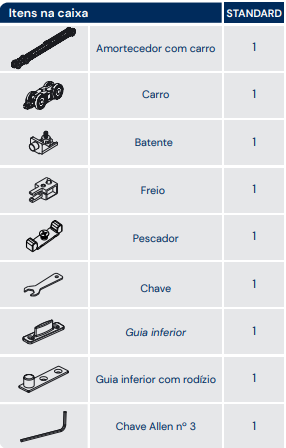 Itens na caixa STANDARD
Amortecedor com carro 1
Carro 1
Batente 1
Freio 1
Pescador 1
Chave 1
Guia inferior 1
Guia inferior com rodízio 1
Chave Allen nº 3 1